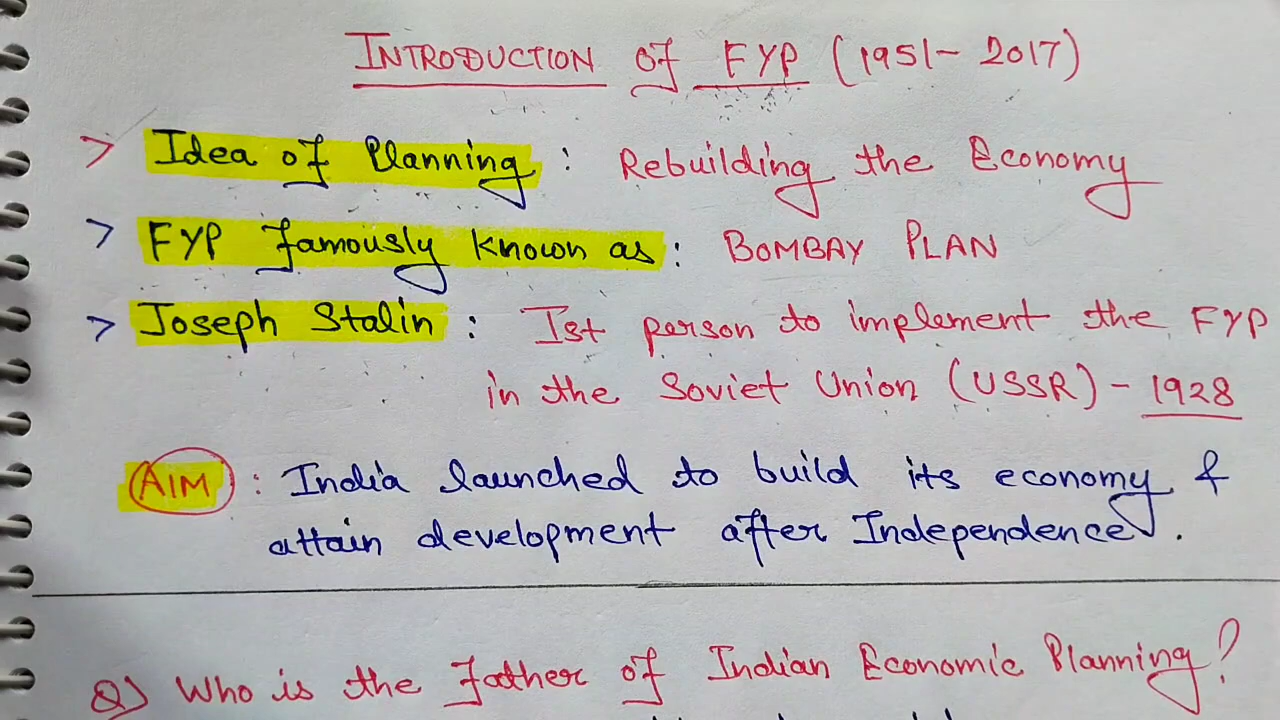 INTRODUCTION of FYP (1951- 2017)
> Idea of Planning : Rebuilding the Economy
> FYP famously known as : BOMBAY PLAN
> Joseph Stalin : Ist person to implement the FYP
in the Soviet Union (USSR) - 1928
AIM : India launched to build its economy &
attain development after Independence.
Q) Who is the father of Indian Economic Planning?